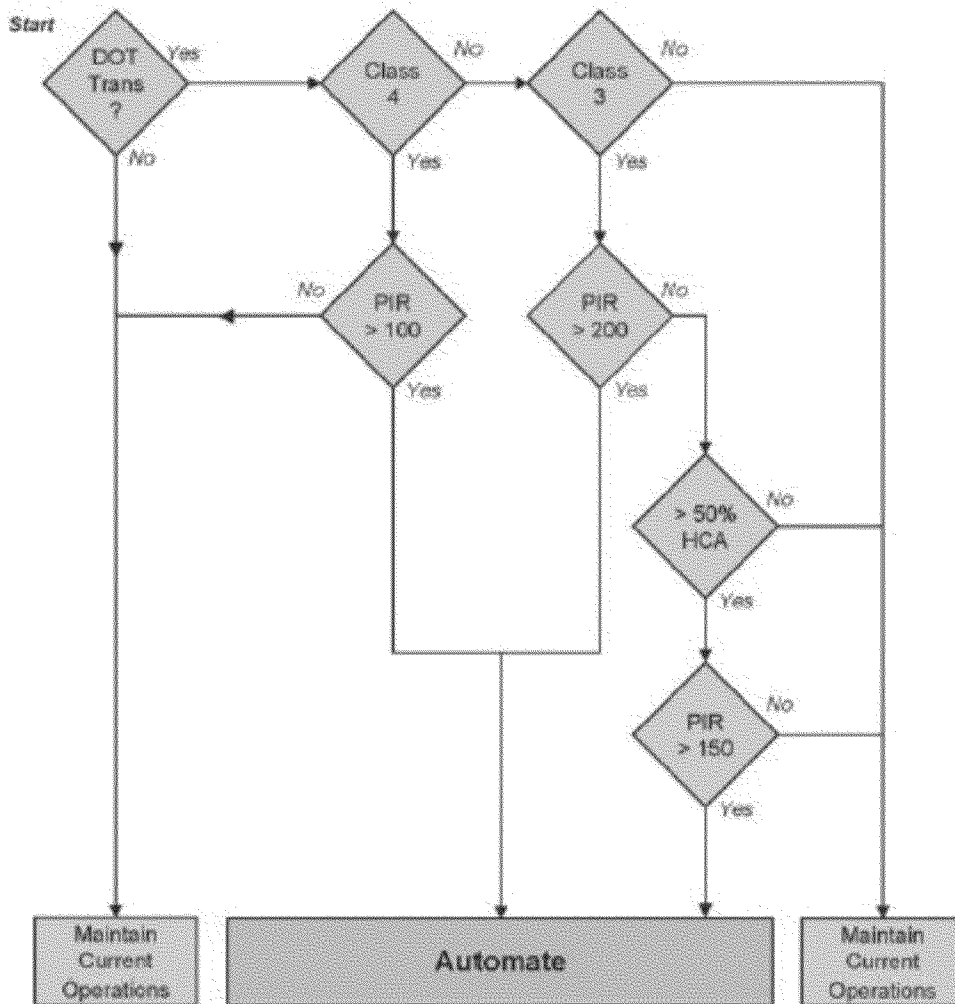 Start
DOT
Trans
?
Yes
No
Class
4
No
Yes
Class
3
No
Yes
PIR
> 100
No
Yes
PIR
> 200
No
Yes
> 50%
HCA
No
Yes
PIR
> 150
No
Yes
Maintain
Current
Operations
Automate
Maintain
Current
Operations